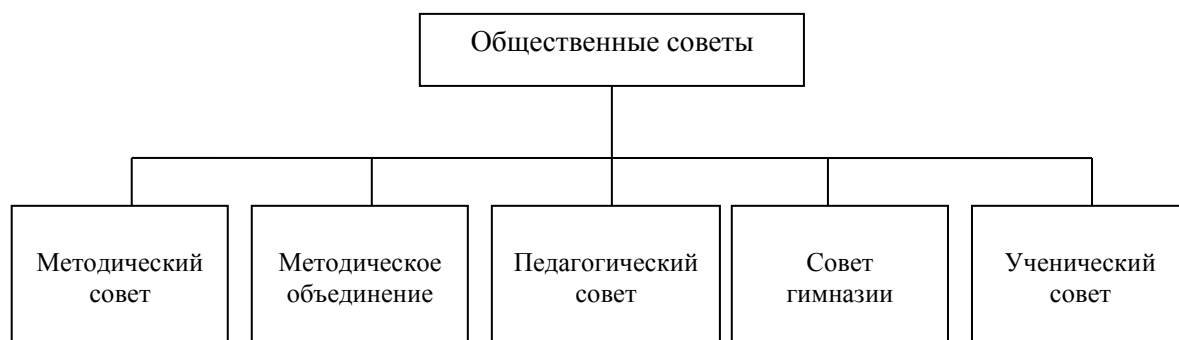 Общественные советы
Методический
совет
Методическое
объединение
Педагогический
совет
Совет
гимназии
Ученический
совет